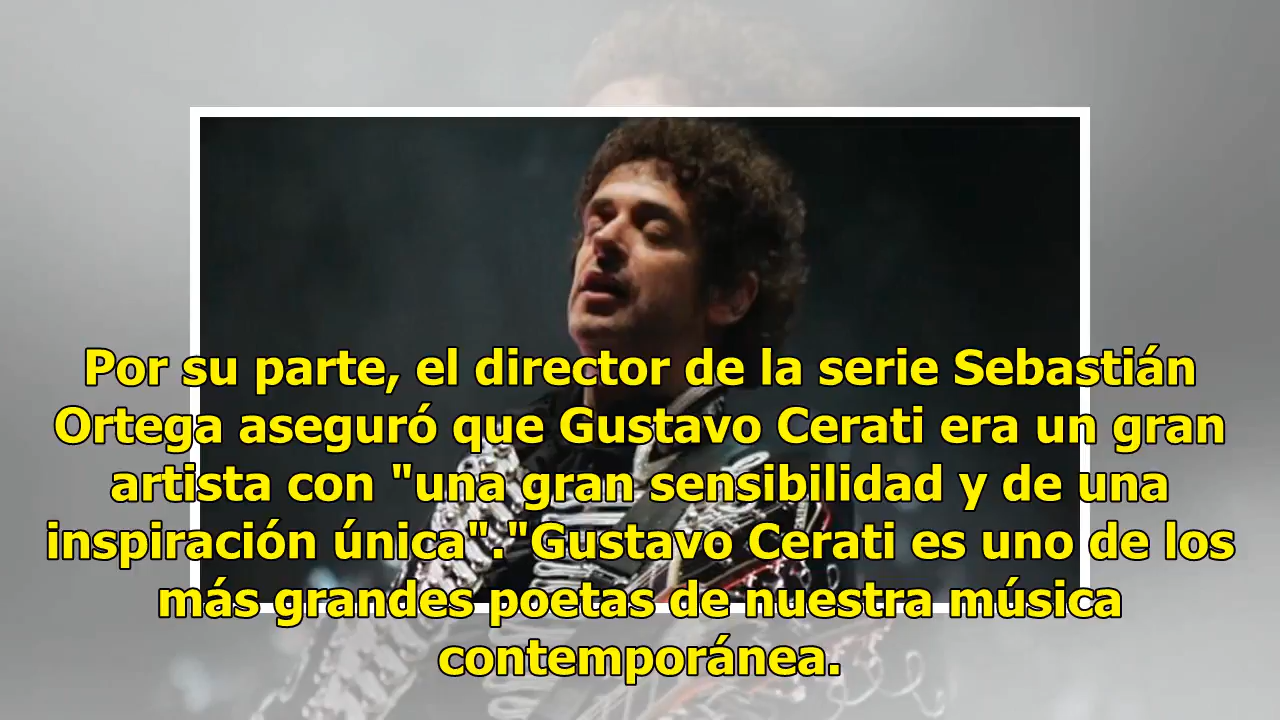 Por su parte, el director de la serie Sebastián
Ortega aseguró que Gustavo Cerati era un gran
artista con "una gran sensibilidad y de una
inspiración única"."Gustavo Cerati es uno de los
más grandes poetas de nuestra música
contemporánea.